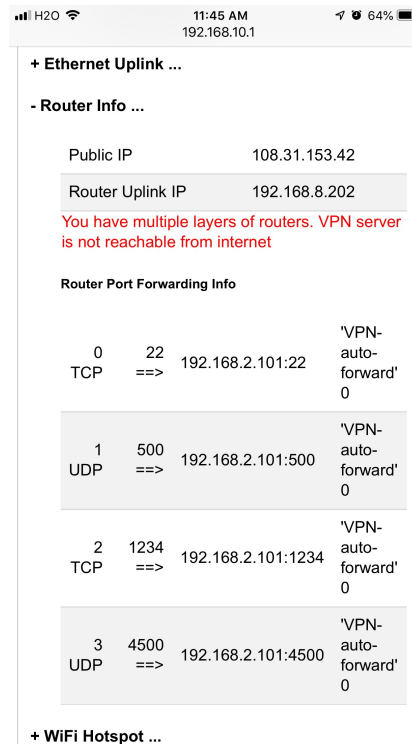 H2O 11:45 AM 64%
192.168.10.1
+ Ethernet Uplink ...
- Router Info ...
Public IP 108.31.153.42
Router Uplink IP 192.168.8.202
You have multiple layers of routers. VPN server
is not reachable from internet
Router Port Forwarding Info
0 TCP 22 ==> 192.168.2.101:22 'VPN-auto-forward' 0
1 UDP 500 ==> 192.168.2.101:500 'VPN-auto-forward' 0
2 TCP 1234 ==> 192.168.2.101:1234 'VPN-auto-forward' 0
3 UDP 4500 ==> 192.168.2.101:4500 'VPN-auto-forward' 0
+ WiFi Hotspot ...